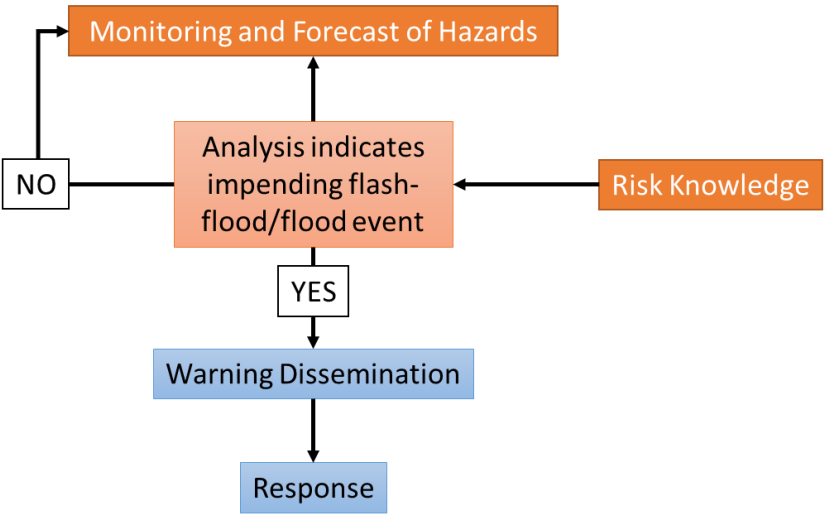 Monitoring and Forecast of Hazards
Analysis indicates
impending flash-
flood/flood event
NO
Risk Knowledge
YES
Warning Dissemination
Response